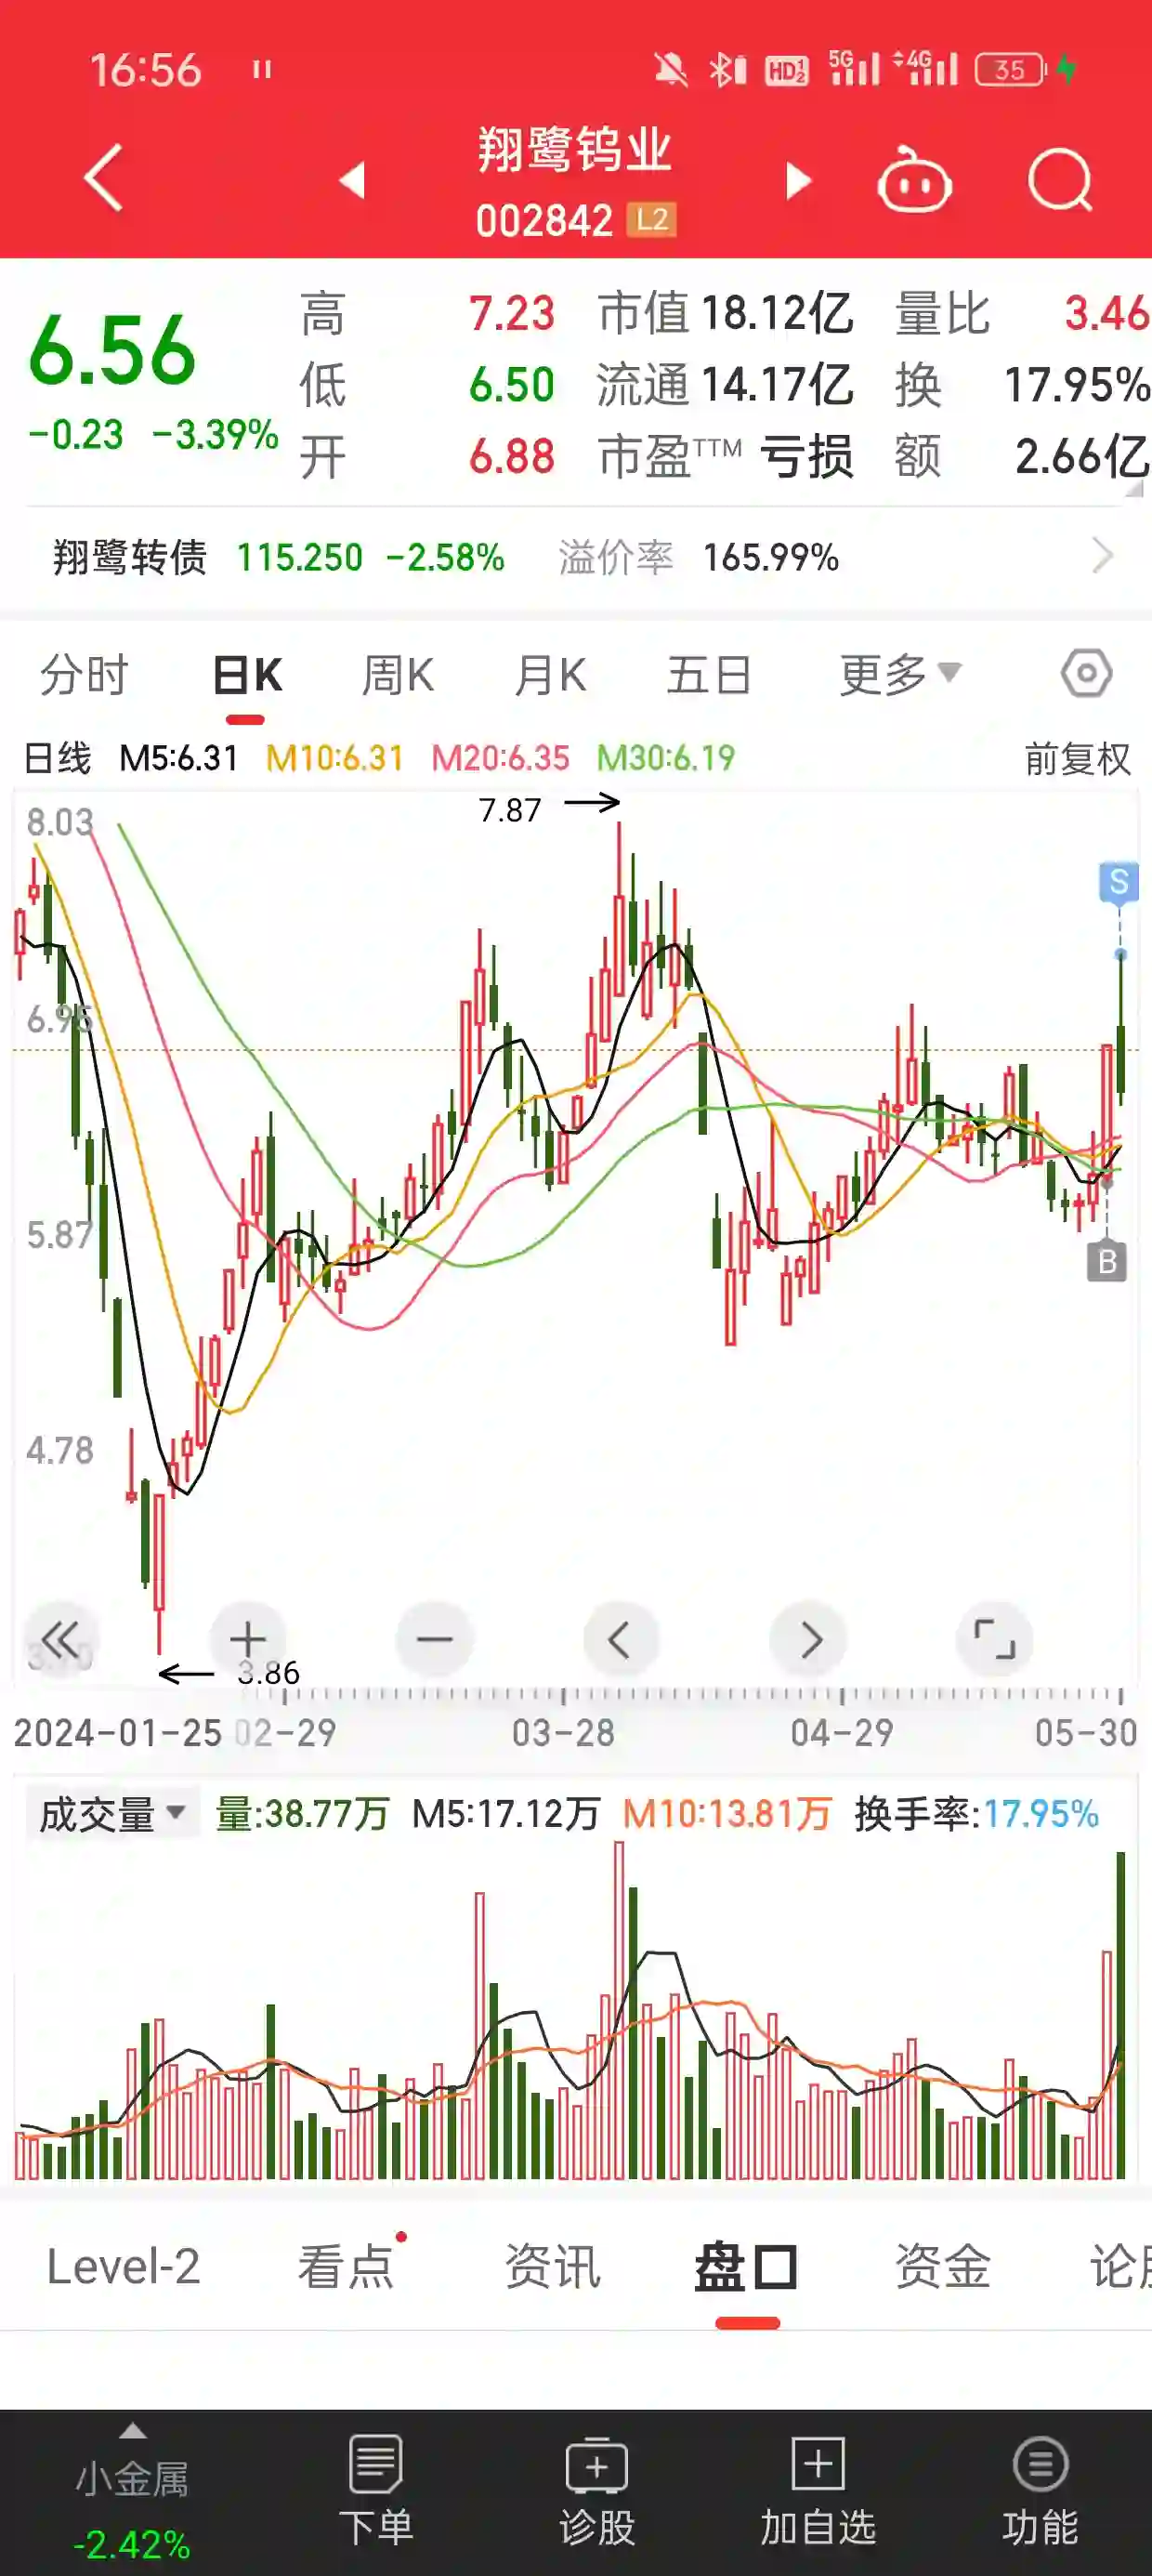 16:56 HD 1 2 5G 4G 35
翔鹭钨业
002842 L2
6.56 高 7.23 市值 18.12亿 量比 3.46
低 6.50 流通 14.17亿 换 17.95%
-0.23 -3.39% 开 6.88 市盈TTM 亏损 额 2.66亿
翔鹭转债 115.250 -2.58% 溢价率 165.99%
分时 日K 周K 月K 五日 更多
日线 M5:6.31 M10:6.31 M20:6.35 M30:6.19 前复权
7.87
8.03
S
6.95
5.87
B
4.78
3.86
2024-01-25 02-29 03-28 04-29 05-30
成交量 量:38.77万 M5:17.12万 M10:13.81万 换手率:17.95%
Level-2 看点 资讯 盘口 资金
小金属 下单 诊股 加自选 功能
-2.42%